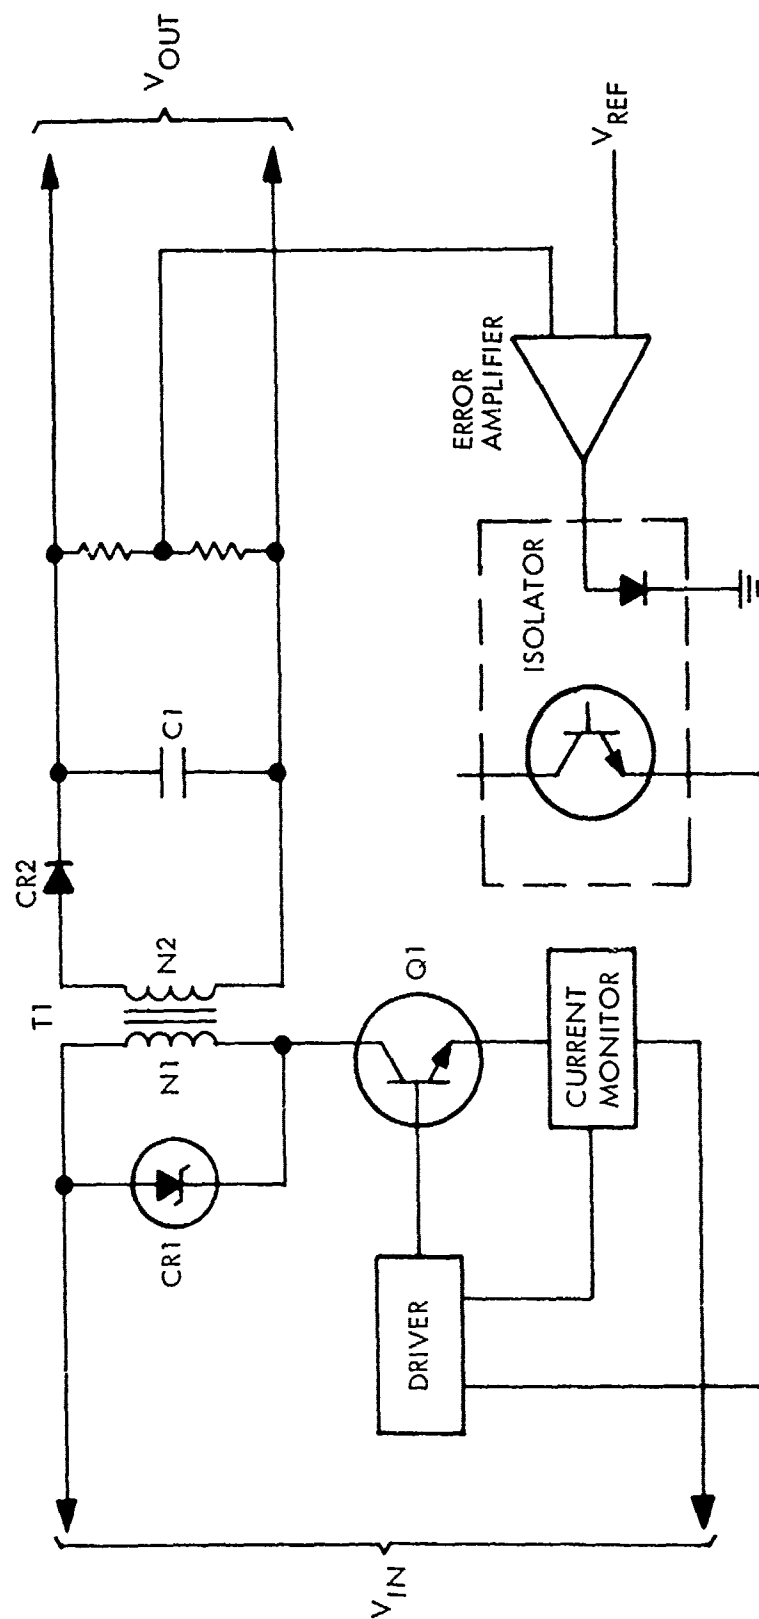 V_OUT
CR2
T1
N1
N2
C1
CR1
Q1
ERROR
AMPLIFIER
V_REF
ISOLATOR
DRIVER
CURRENT
MONITOR
V_IN